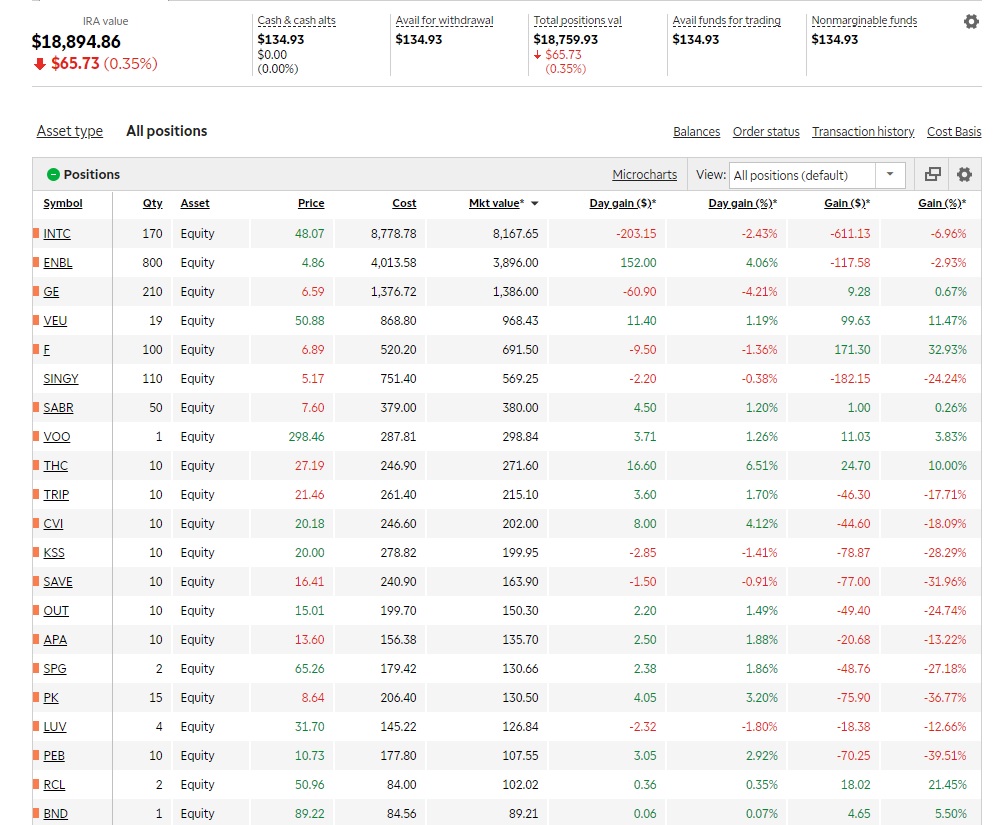 IRA value
$18,894.86
$65.73 (0.35%)
Cash & cash alts
$134.93
$0.00
(0.00%)
Avail for withdrawal
$134.93
Total positions val
$18,759.93
$65.73
(0.35%)
Avail funds for trading
$134.93
Nonmarginable funds
$134.93
Asset type All positions
Balances Order status Transaction history Cost Basis
Positions Microcharts View: All positions (default)
Symbol Qty Asset Price Cost Mkt value* Day gain ($)* Day gain (%)* Gain ($)* Gain (%)*
INTC 170 Equity 48.07 8,778.78 8,167.65 -203.15 -2.43% -611.13 -6.96%
ENBL 800 Equity 4.86 4,013.58 3,896.00 152.00 4.06% -117.58 -2.93%
GE 210 Equity 6.59 1,376.72 1,386.00 -60.90 -4.21% 9.28 0.67%
VEU 19 Equity 50.88 868.80 968.43 11.40 1.19% 99.63 11.47%
F 100 Equity 6.89 520.20 691.50 -9.50 -1.36% 171.30 32.93%
SINGY 110 Equity 5.17 751.40 569.25 -2.20 -0.38% -182.15 -24.24%
SABR 50 Equity 7.60 379.00 380.00 4.50 1.20% 1.00 0.26%
VOO 1 Equity 298.46 287.81 298.84 3.71 1.26% 11.03 3.83%
THC 10 Equity 27.19 246.90 271.60 16.60 6.51% 24.70 10.00%
TRIP 10 Equity 21.46 261.40 215.10 3.60 1.70% -46.30 -17.71%
CVI 10 Equity 20.18 246.60 202.00 8.00 4.12% -44.60 -18.09%
KSS 10 Equity 20.00 278.82 199.95 -2.85 -1.41% -78.87 -28.29%
SAVE 10 Equity 16.41 240.90 163.90 -1.50 -0.91% -77.00 -31.96%
OUT 10 Equity 15.01 199.70 150.30 2.20 1.49% -49.40 -24.74%
APA 10 Equity 13.60 156.38 135.70 2.50 1.88% -20.68 -13.22%
SPG 2 Equity 65.26 179.42 130.66 2.38 1.86% -48.76 -27.18%
PK 15 Equity 8.64 206.40 130.50 4.05 3.20% -75.90 -36.77%
LUV 4 Equity 31.70 145.22 126.84 -2.32 -1.80% -18.38 -12.66%
PEB 10 Equity 10.73 177.80 107.55 3.05 2.92% -70.25 -39.51%
RCL 2 Equity 50.96 84.00 102.02 0.36 0.35% 18.02 21.45%
BND 1 Equity 89.22 84.56 89.21 0.06 0.07% 4.65 5.50%